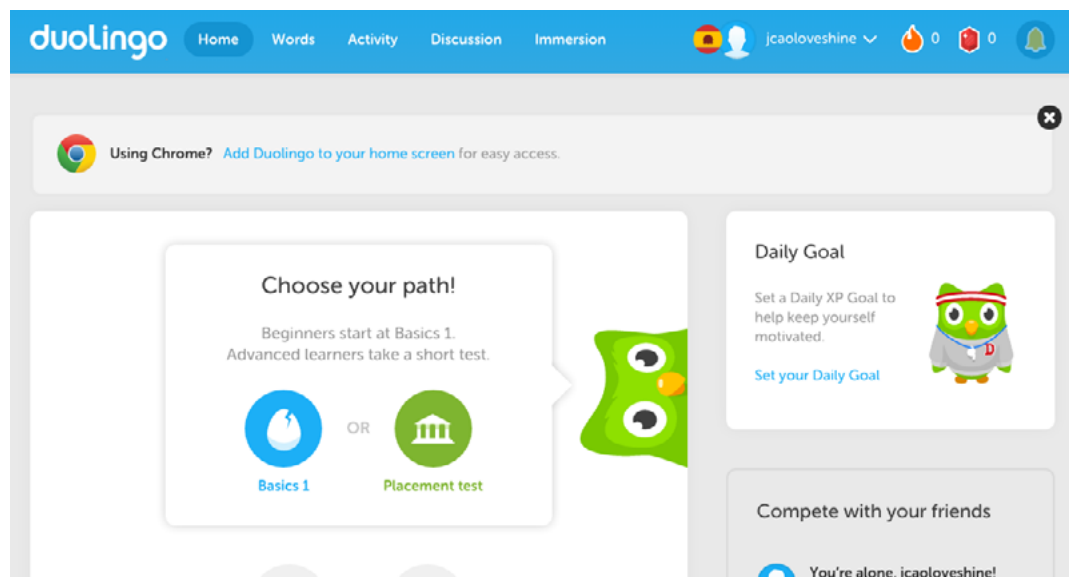 duolingo Home Words Activity Discussion Immersion jcaoloveshine 0 0
Using Chrome? Add Duolingo to your home screen for easy access.
Choose your path!
Beginners start at Basics 1.
Advanced learners take a short test.
OR
Basics 1 Placement test
Daily Goal
Set a Daily XP Goal to
help keep yourself
motivated.
Set your Daily Goal
D
Compete with your friends
You're alone, jcaoloveshine!